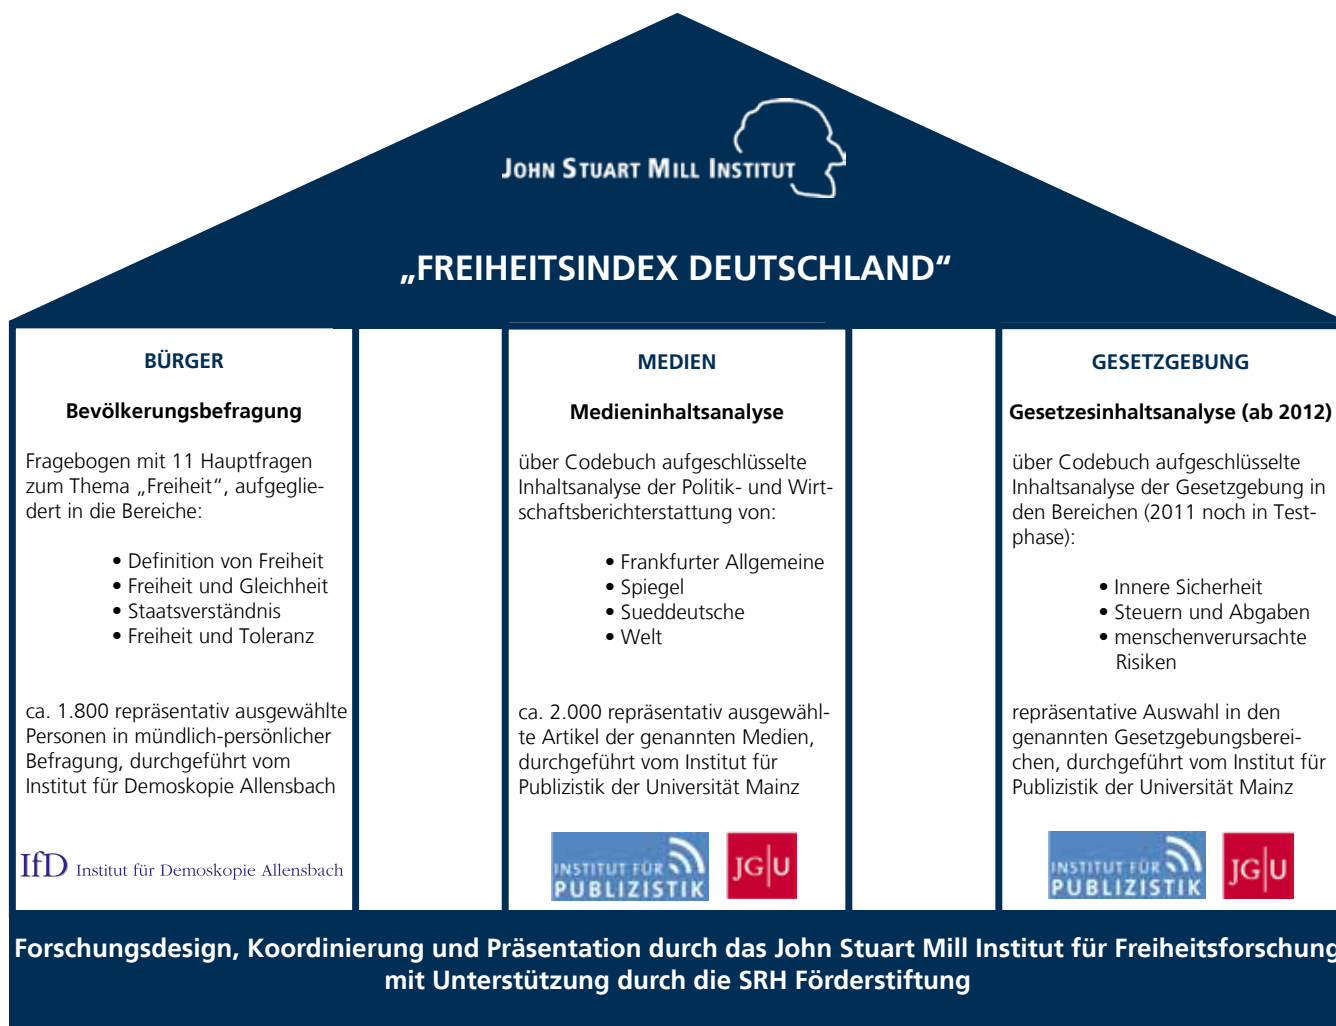 JOHN STUART MILL INSTITUT
„FREIHEITSINDEX DEUTSCHLAND“
BÜRGER
Bevölkerungsbefragung
Fragebogen mit 11 Hauptfragen
zum Thema „Freiheit“, aufgeglie-
dert in die Bereiche:
• Definition von Freiheit
• Freiheit und Gleichheit
• Staatsverständnis
• Freiheit und Toleranz
ca. 1.800 repräsentativ ausgewählte
Personen in mündlich-persönlicher
Befragung, durchgeführt vom
Institut für Demoskopie Allensbach
IfD Institut für Demoskopie Allensbach
MEDIEN
Medieninhaltsanalyse
über Codebuch aufgeschlüsselte
Inhaltsanalyse der Politik- und Wirt-
schaftsberichterstattung von:
• Frankfurter Allgemeine
• Spiegel
• Sueddeutsche
• Welt
ca. 2.000 repräsentativ ausgewähl-
te Artikel der genannten Medien,
durchgeführt vom Institut für
Publizistik der Universität Mainz
INSTITUT FÜR
PUBLIZISTIK
JG|U
GESETZGEBUNG
Gesetzesinhaltsanalyse (ab 2012)
über Codebuch aufgeschlüsselte
Inhaltsanalyse der Gesetzgebung in
den Bereichen (2011 noch in Test-
phase):
• Innere Sicherheit
• Steuern und Abgaben
• menschenverursachte
Risiken
repräsentative Auswahl in den
genannten Gesetzgebungsberei-
chen, durchgeführt vom Institut für
Publizistik der Universität Mainz
INSTITUT FÜR
PUBLIZISTIK
JG|U
Forschungsdesign, Koordinierung und Präsentation durch das John Stuart Mill Institut für Freiheitsforschung
mit Unterstützung durch die SRH Förderstiftung